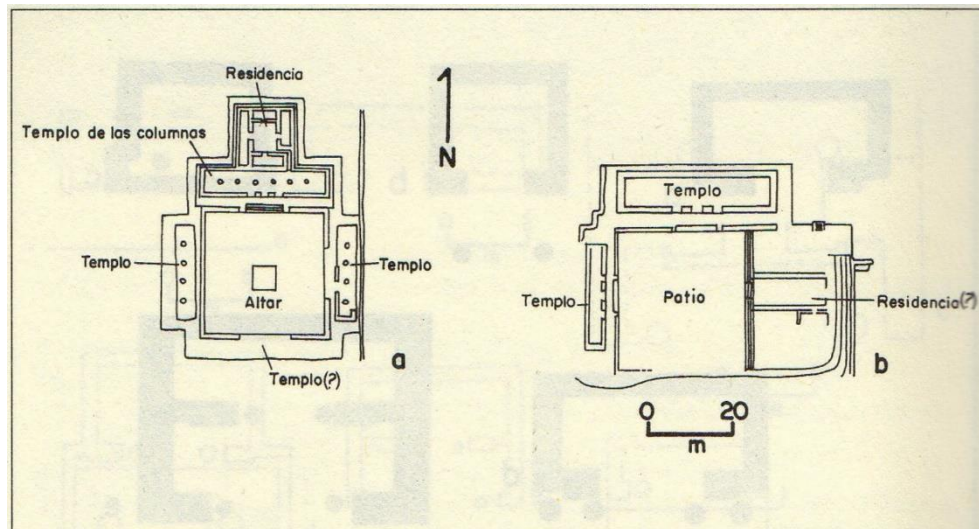 Residencia
Templo de las columnas
N
Templo
Templo
Altar
Templo(?)
a
Templo
Templo
Patio
Residencia(?)
b
0 20
m